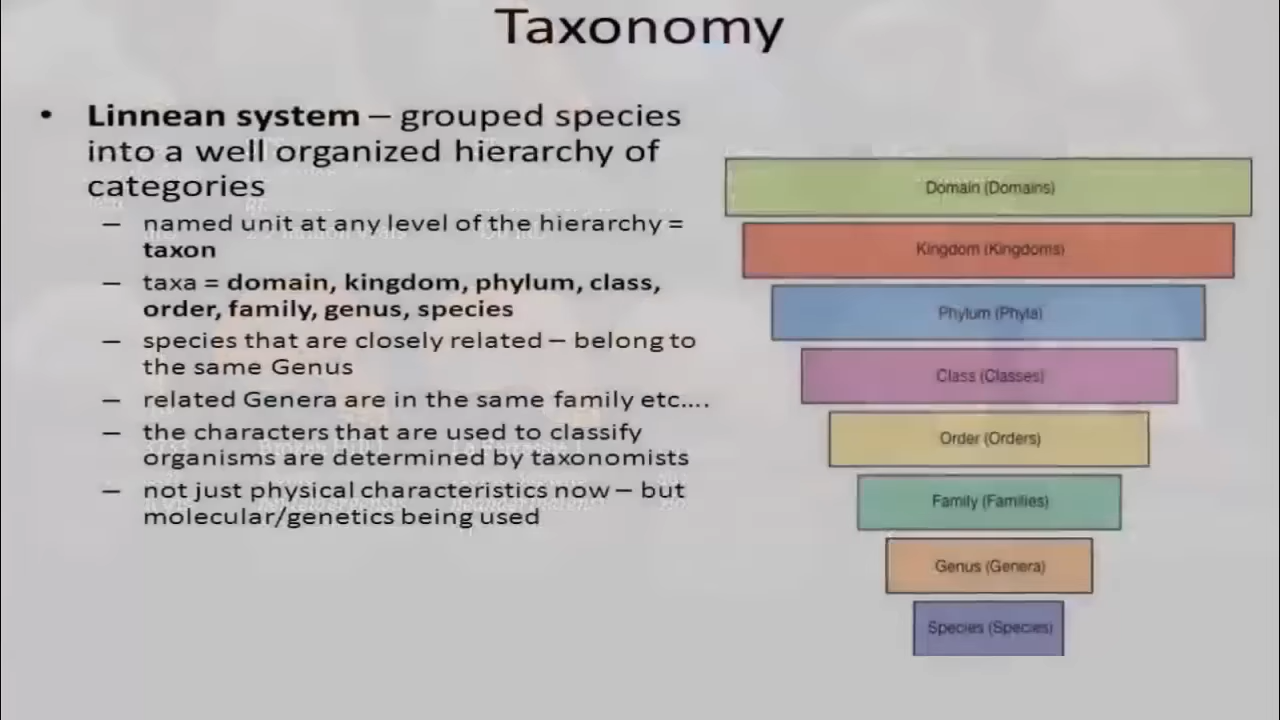 Taxonomy
• Linnean system – grouped species
into a well organized hierarchy of
categories
– named unit at any level of the hierarchy =
taxon
– taxa = domain, kingdom, phylum, class,
order, family, genus, species
– species that are closely related – belong to
the same Genus
– related Genera are in the same family etc....
– the characters that are used to classify
organisms are determined by taxonomists
– not just physical characteristics now – but
molecular/genetics being used
Domain (Domains)
Kingdom (Kingdoms)
Phylum (Phyla)
Class (Classes)
Order (Orders)
Family (Families)
Genus (Genera)
Species (Species)